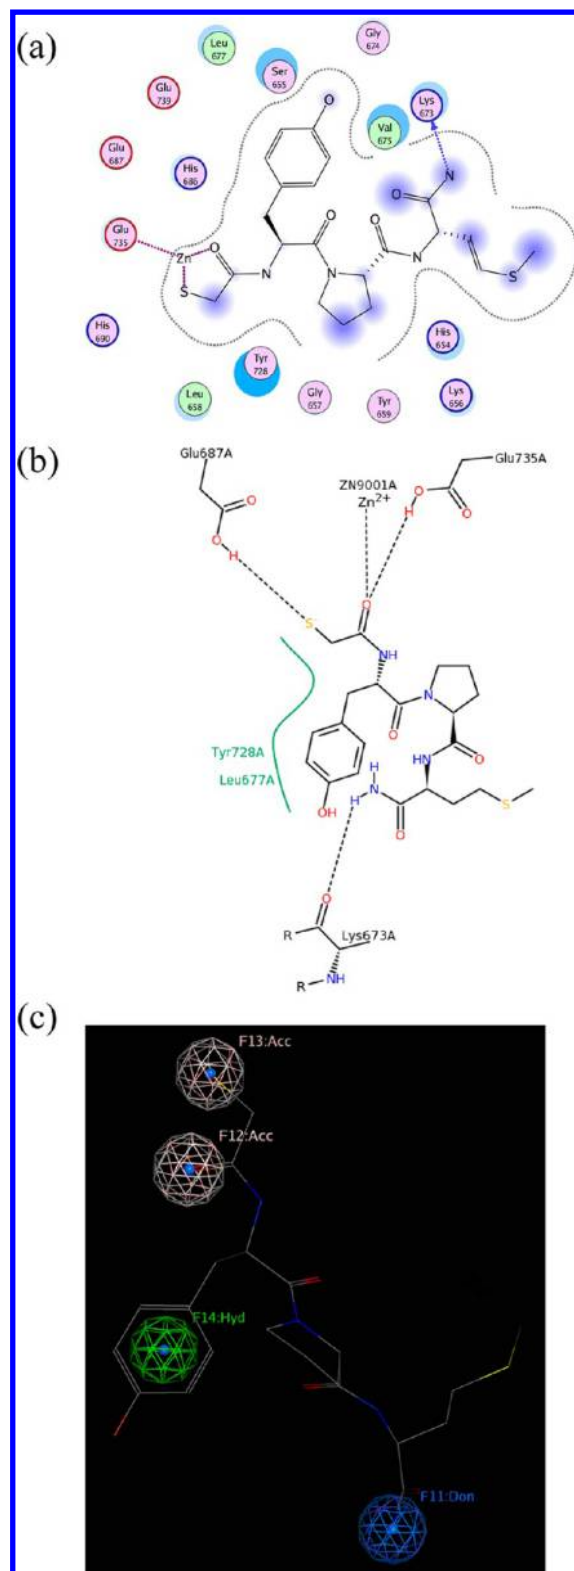 (a)
Leu
677
Gly
674
Glu
739
Ser
655
Lys
673
Val
675
O
Glu
687
His
686
O
N
Glu
735
Zn
O
O
O
N
N
N
S
S
His
690
His
654
Tyr
728
Leu
658
Gly
657
Tyr
659
Lys
656
(b)
Glu687A
Glu735A
ZN9001A
Zn2+
O
O
H
O
O
H
S
O
NH
N
O
O
HN
Tyr728A
Leu677A
H
H
N
OH
O
S
O
R
Lys673A
R
NH
(c)
F13:Acc
F12:Acc
F14:Hyd
F11:Don